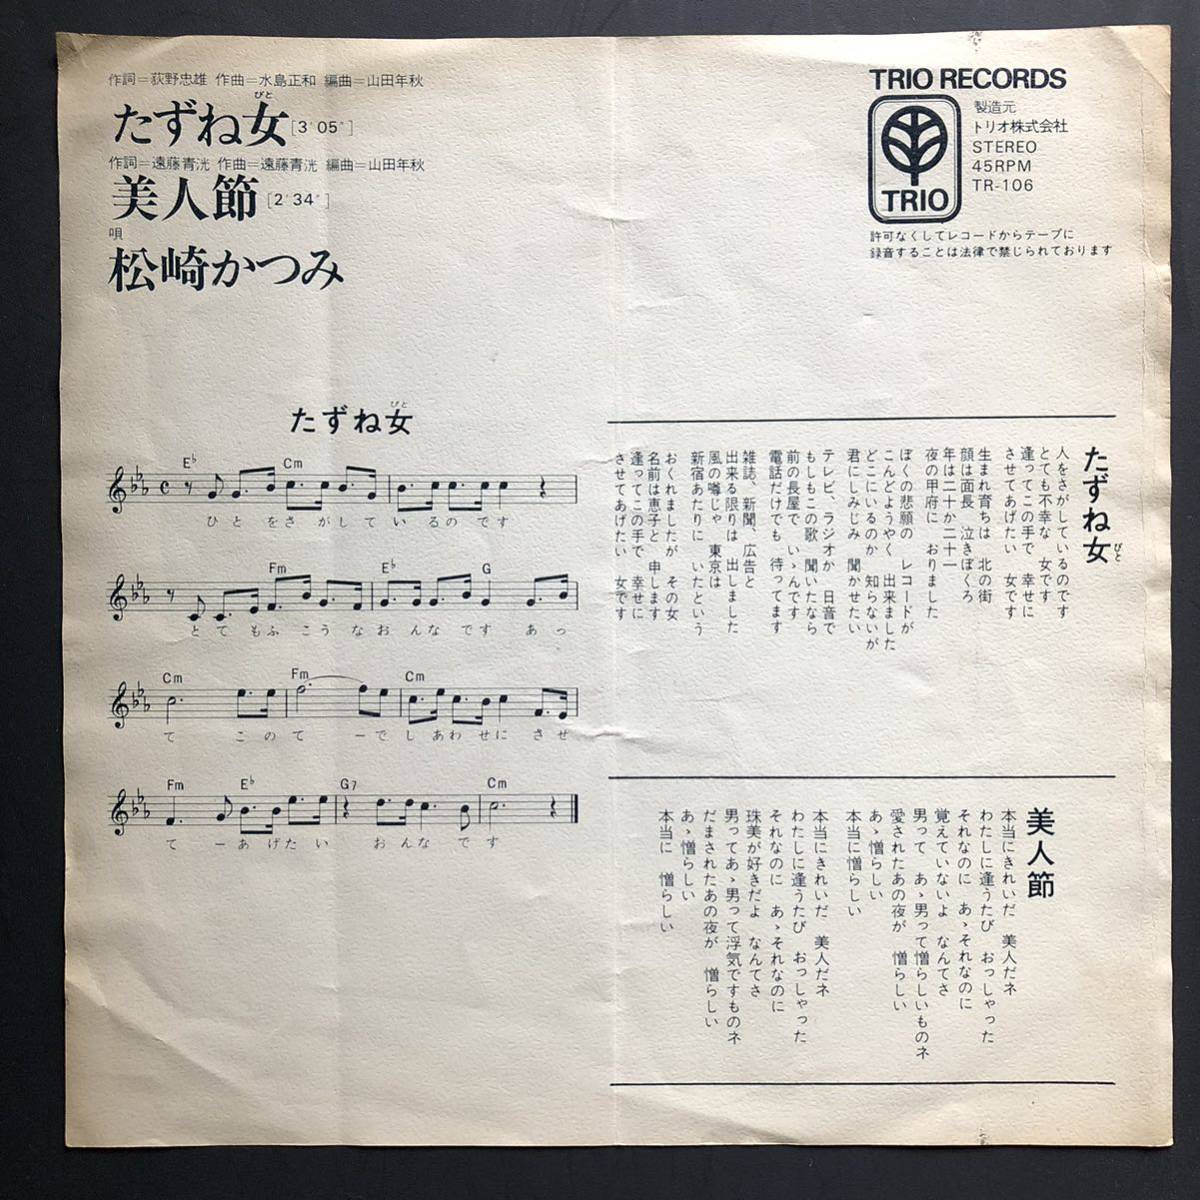 作詞=荻野忠雄 作曲=水島正和 編曲=山田年秋
たずね女[3'05"]
びと
作詞=遠藤青洸 作曲=遠藤青洸 編曲=山田年秋
美人節[2'34"]
唄
松崎かつみ
TRIO RECORDS
TRIO
製造元
トリオ株式会社
STEREO
45RPM
TR-106
許可なくしてレコードからテープに
録音することは法律で禁じられております
たずね女
びと
E♭ Cm
ひとをさがしているのです
Fm E♭ G
とてもふこうなおんなです あっ
Cm Fm Cm
て このてーでしあわせに させ
Fm E♭ G7 Cm
てーあげたい おんなです
たずね女
びと
人をさがしているのです
とても不幸な 女です
逢ってこの手で 幸せに
させてあげたい 女です
生まれ育ちは 北の街
顔は面長 泣きぼくろ
年は二十か二十一
夜の甲府に おりました
ぼくの悲願の レコードが
こんどようやく 出来ました
どこにいるのか 知らないが
君にしみじみ 聞かせたい
テレビ、ラジオか 日音で
もしもこの歌 聞いたなら
前の長屋で いゝんです
電話だけでも 待ってます
雑誌、新聞、広告と
出来る限りは 出しました
風の噂じゃ 東京は
新宿あたりに いたという
おくれましたが その女
名前は恵子と 申します
逢ってこの手で 幸せに
させてあげたい 女です
美人節
本当にきれいだ 美人だネ
わたしに逢うたび おっしゃった
それなのに あゝそれなのに
覚えていないよ なんてさ
男って あゝ男って憎らしいものネ
愛されたあの夜が 憎らしい
あゝ憎らしい
本当に憎らしい
本当にきれいだ 美人だネ
わたしに逢うたび おっしゃった
それなのに あゝそれなのに
珠美が好きだよ なんてさ
男ってあゝ男って浮気ですものネ
だまされたあの夜が 憎らしい
あゝ憎らしい
本当に 憎らしい